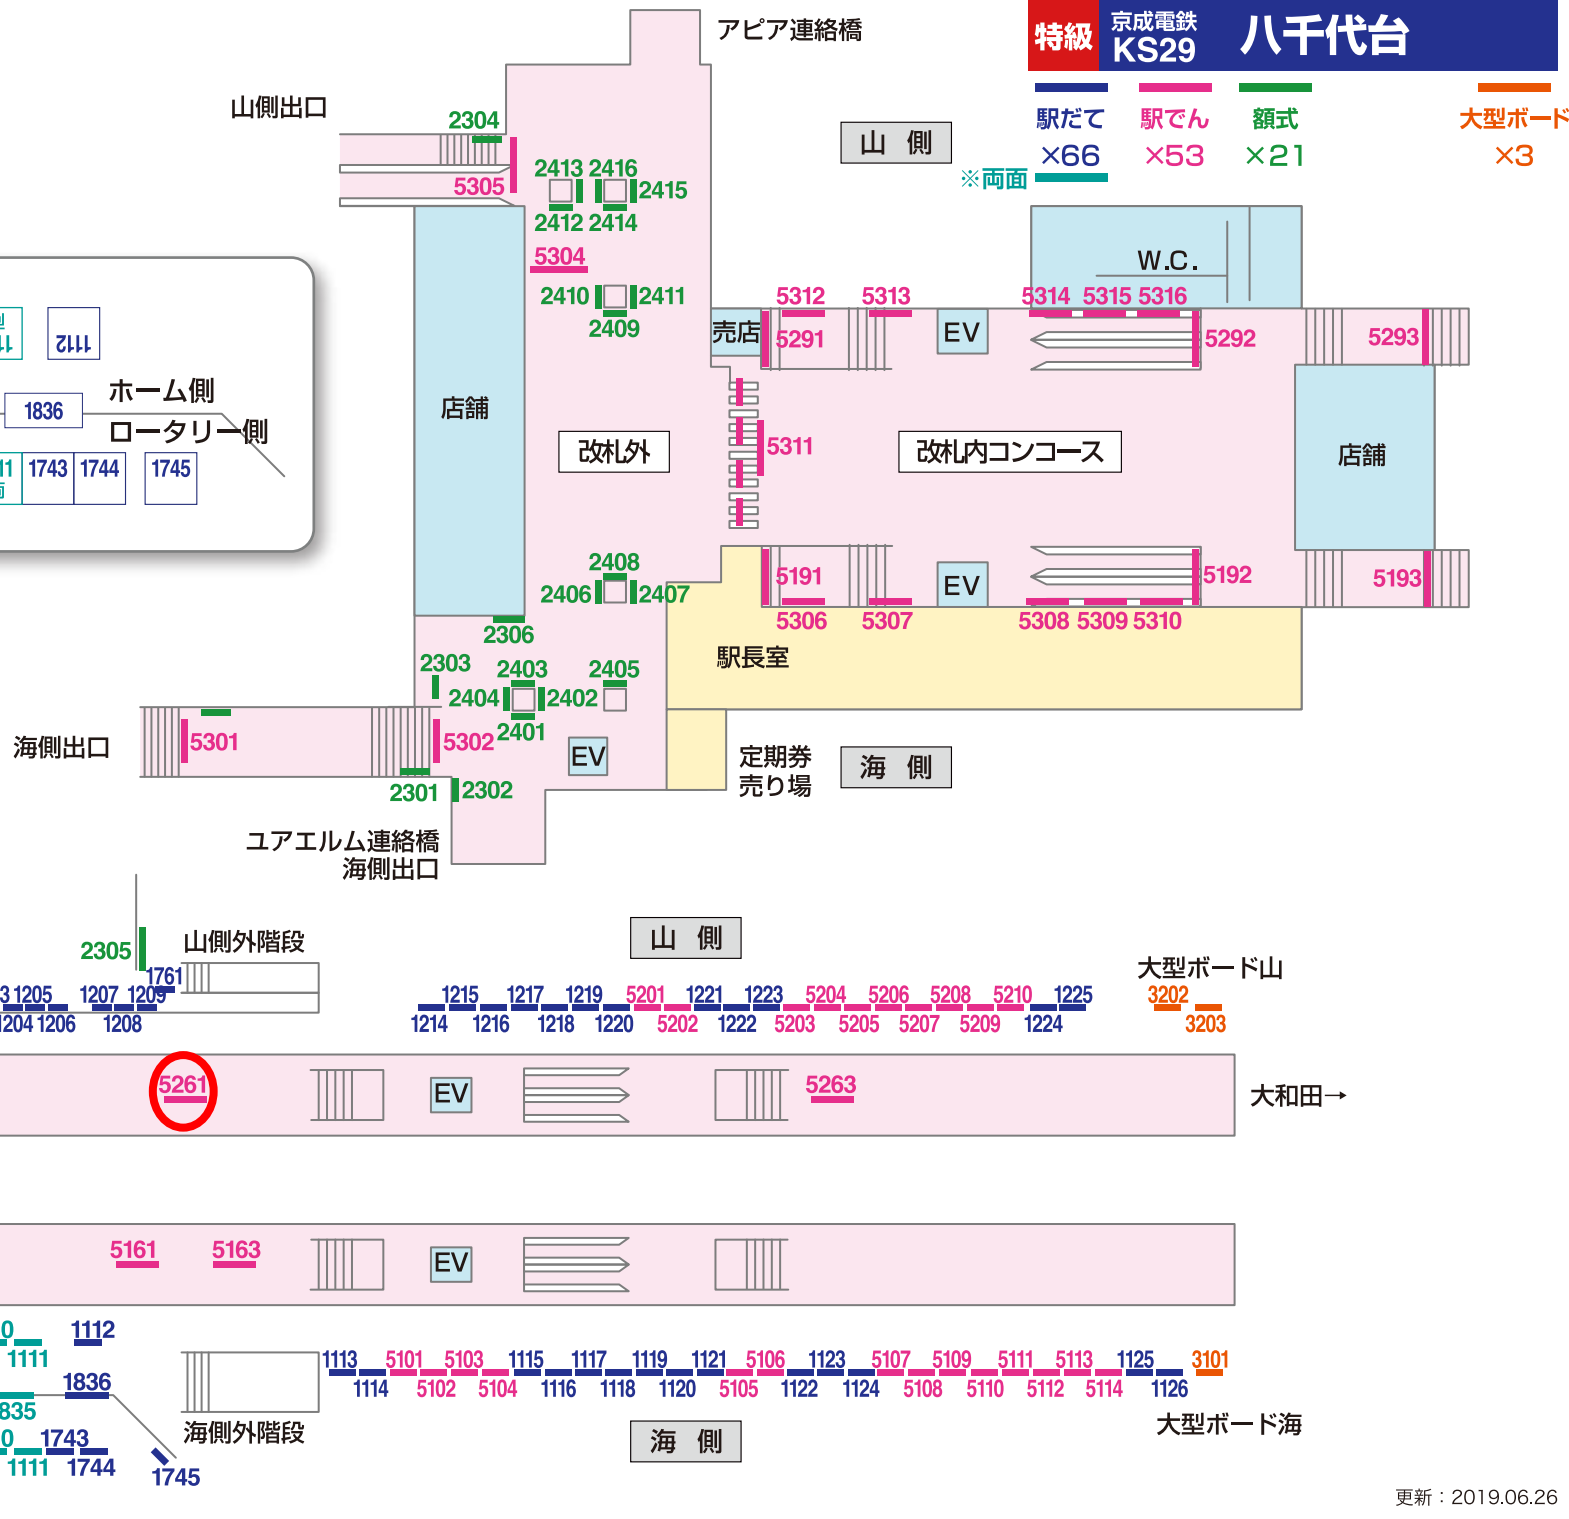 特級 京成電鉄 KS29 八千代台
駅だて 駅でん 額式 大型ボード
×66 ×53 ×21 ×3
※両面
アピア連絡橋
山側出口
山 側
2304
5305
2413 2416
2415
2412 2414
5304
2410 2411
2409
W.C.
売店
5312 5313 5314 5315 5316
5291 EV 5292 5293
1112
ホーム側
1836
ロータリー側
1743 1744 1745
店舗
改札外
5311
改札内コンコース
店舗
2408
2406 2407
5191 EV 5192 5193
5306 5307 5308 5309 5310
2306
駅長室
2303 2403 2405
2404 2402
2401
海側出口
5301 5302
EV
定期券
売り場
海 側
2301 2302
ユアエルム連絡橋
海側出口
2305
山側外階段
山 側
1761
大型ボード山
3 1205 1207 1209 1215 1217 1219 5201 1221 1223 5204 5206 5208 5210 1225 3202
1204 1206 1208 1214 1216 1218 1220 5202 1222 5203 5205 5207 5209 1224 3203
5261 EV 5263
大和田→
5161 5163 EV
0 1112
1111
1113 5101 5103 1115 1117 1119 1121 5106 1123 5107 5109 5111 5113 1125 3101
1114 5102 5104 1116 1118 1120 5105 1122 1124 5108 5110 5112 5114 1126
1836
835
海側外階段
海 側
大型ボード海
0 1743
1111 1744 1745
更新：2019.06.26